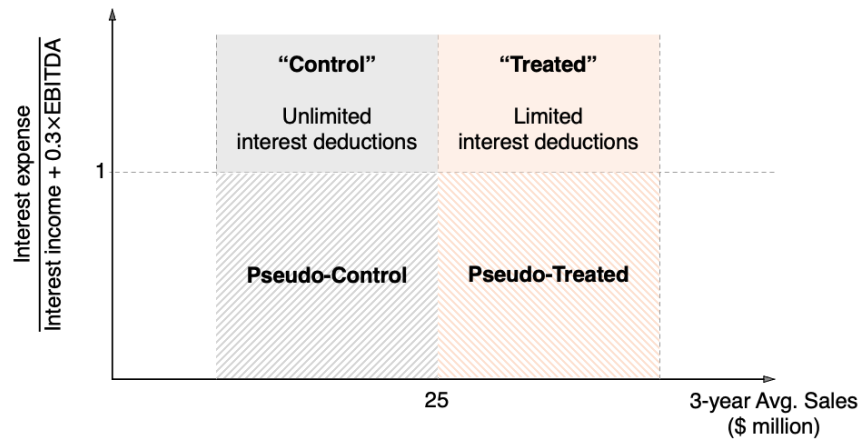 Interest expense
Interest income + 0.3×EBITDA
“Control”
“Treated”
Unlimited
interest deductions
Limited
interest deductions
1
Pseudo-Control
Pseudo-Treated
25
3-year Avg. Sales
($ million)